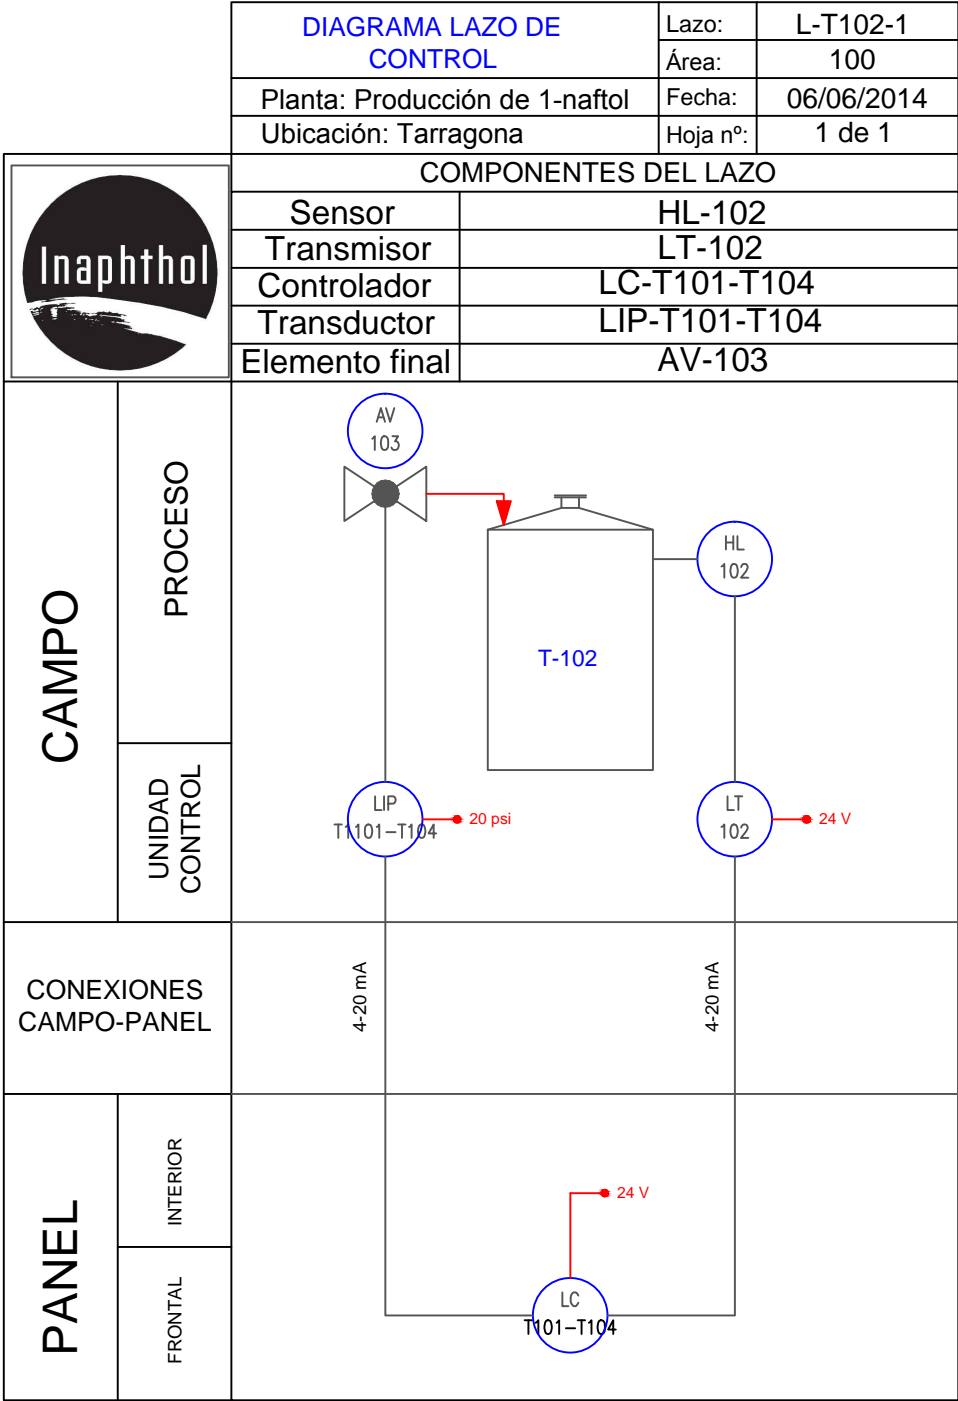 DIAGRAMA LAZO DE
CONTROL
Lazo:
L-T102-1
Área:
100
Planta: Producción de 1-naftol
Fecha:
06/06/2014
Ubicación: Tarragona
Hoja nº:
1 de 1
Inaphthol
COMPONENTES DEL LAZO
Sensor
HL-102
Transmisor
LT-102
Controlador
LC-T101-T104
Transductor
LIP-T101-T104
Elemento final
AV-103
CAMPO
PROCESO
AV
103
HL
102
T-102
UNIDAD
CONTROL
LIP
T1101-T104
20 psi
LT
102
24 V
CONEXIONES
CAMPO-PANEL
4-20 mA
4-20 mA
PANEL
INTERIOR
24 V
FRONTAL
LC
T101-T104